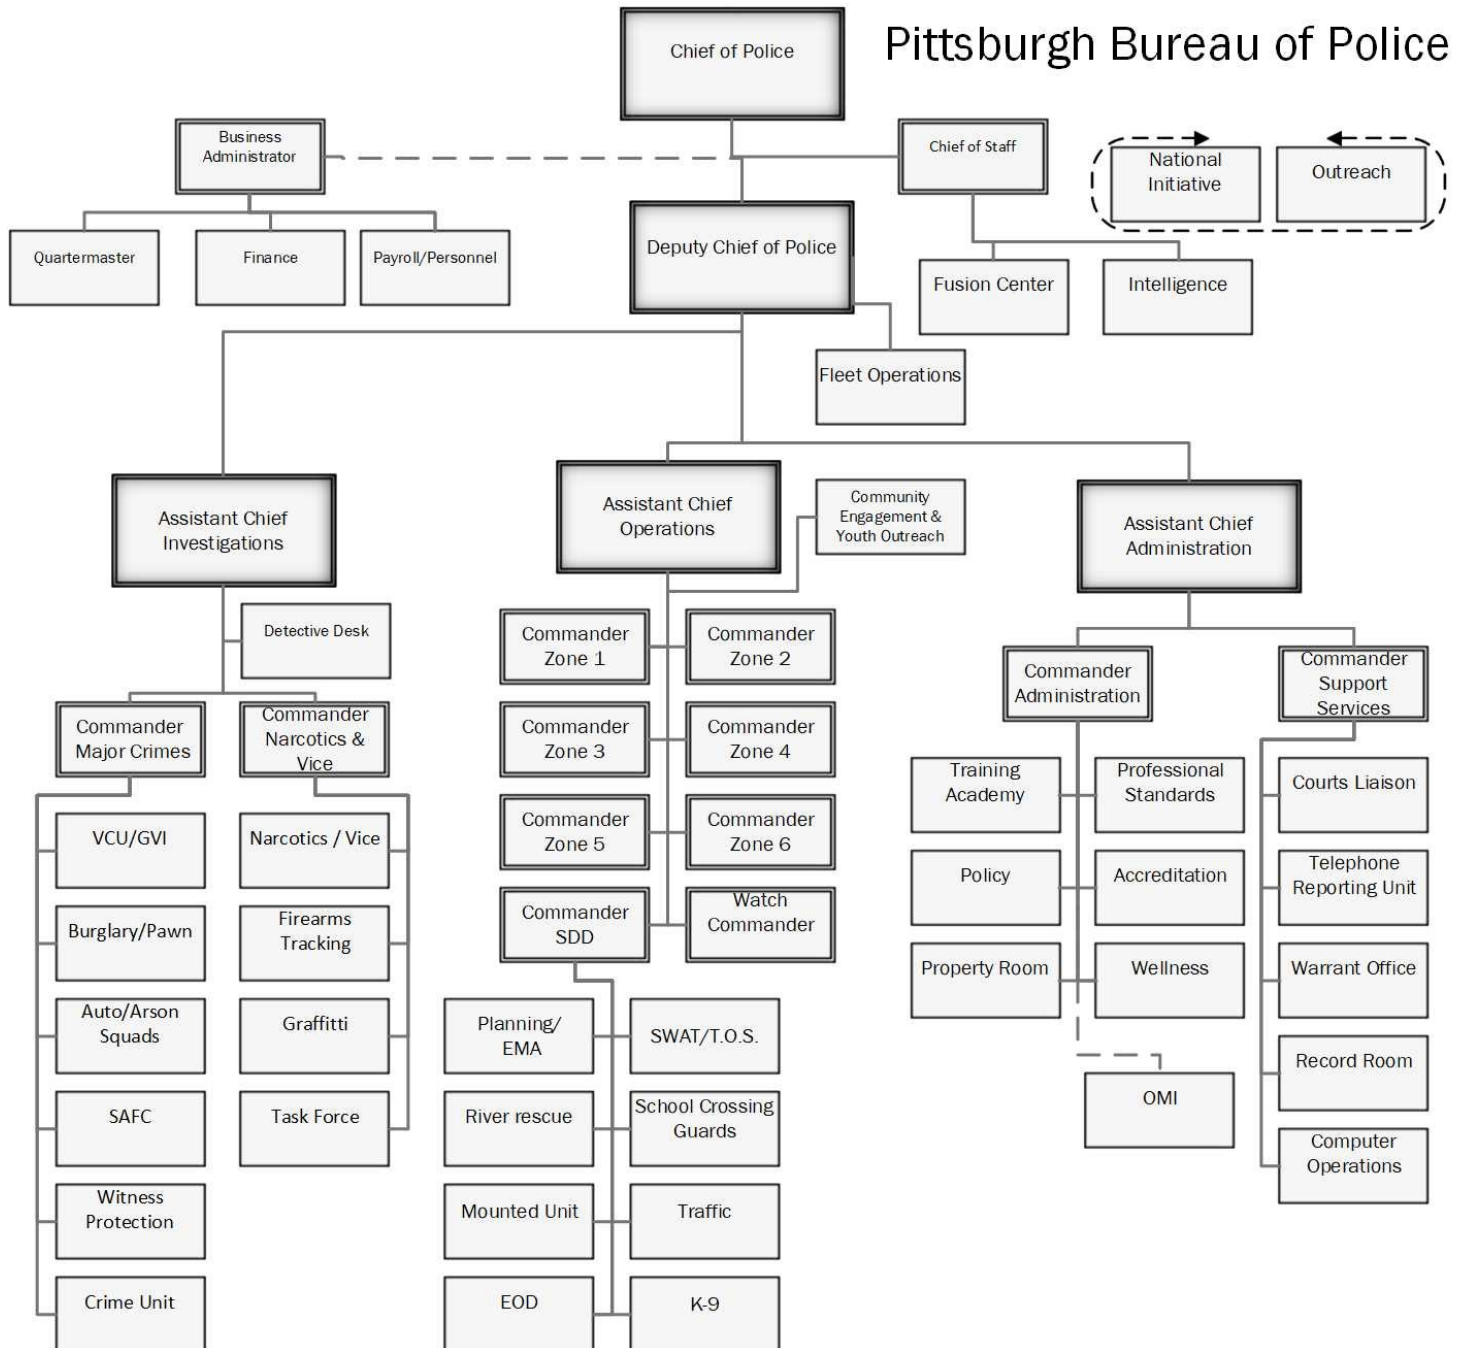 Pittsburgh Bureau of Police
Chief of Police
Business
Administrator
Chief of Staff
National
Initiative
Outreach
Quartermaster
Finance
Payroll/Personnel
Deputy Chief of Police
Fusion Center
Intelligence
Fleet Operations
Assistant Chief
Investigations
Assistant Chief
Operations
Community
Engagement &
Youth Outreach
Assistant Chief
Administration
Detective Desk
Commander
Major Crimes
Commander
Narcotics &
Vice
VCU/GVI
Burglary/Pawn
Auto/Arson
Squads
SAFC
Witness
Protection
Crime Unit
Narcotics / Vice
Firearms
Tracking
Graffitti
Task Force
Commander
Zone 1
Commander
Zone 2
Commander
Zone 3
Commander
Zone 4
Commander
Zone 5
Commander
Zone 6
Commander
SDD
Watch
Commander
Planning/
EMA
SWAT/T.O.S.
River rescue
School Crossing
Guards
Mounted Unit
Traffic
EOD
K-9
Commander
Administration
Commander
Support
Services
Training
Academy
Professional
Standards
Policy
Accreditation
Property Room
Wellness
OMI
Courts Liaison
Telephone
Reporting Unit
Warrant Office
Record Room
Computer
Operations